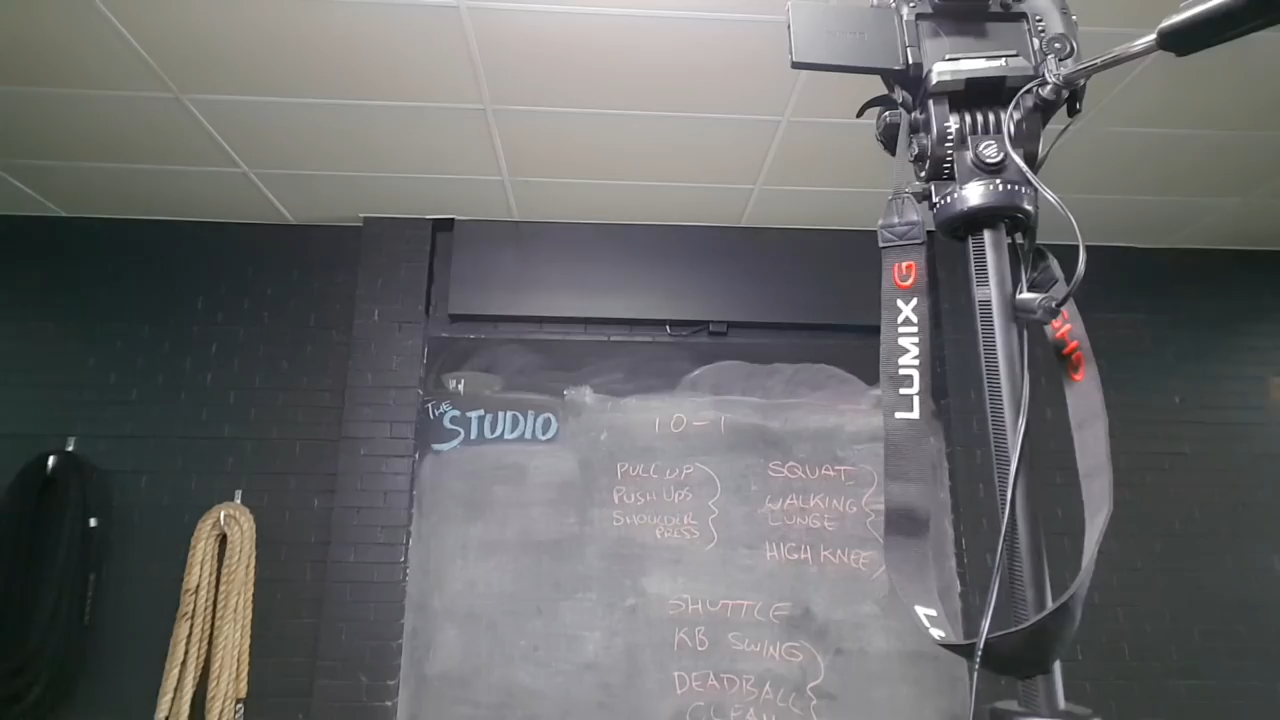 THE
STUDIO
10-1
PULL UP
PUSH UPS
SHOULDER
PRESS
SQUAT
WALKING
LUNGE
HIGH KNEE
SHUTTLE
KB SWING
DEADBALL
CLEAN
LUMIX G